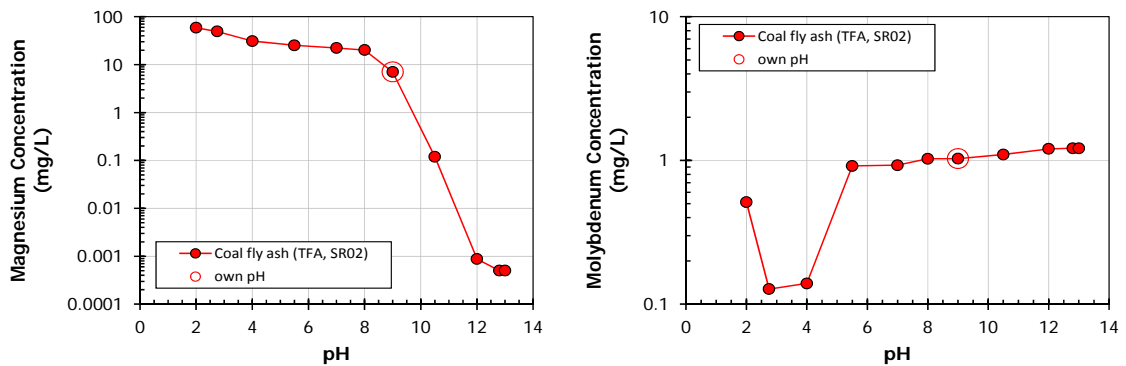 Magnesium Concentration
(mg/L)
100
10
1
0.1
0.01
0.001
0.0001
Coal fly ash (TFA, SR02)
own pH
0 2 4 6 8 10 12 14
pH
Molybdenum Concentration
(mg/L)
10
1
0.1
Coal fly ash (TFA, SR02)
own pH
0 2 4 6 8 10 12 14
pH